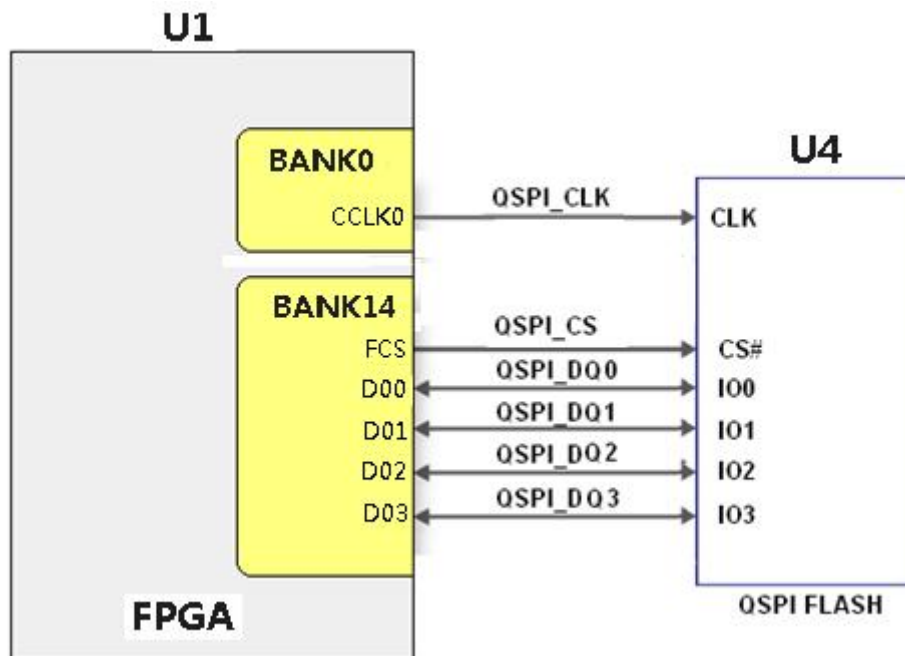 U1
BANK0
CCLK0
QSPI_CLK
U4
CLK
BANK14
FCS
QSPI_CS
CS#
D00
QSPI_DQ0
IO0
D01
QSPI_DQ1
IO1
D02
QSPI_DQ2
IO2
D03
QSPI_DQ3
IO3
FPGA
QSPI FLASH